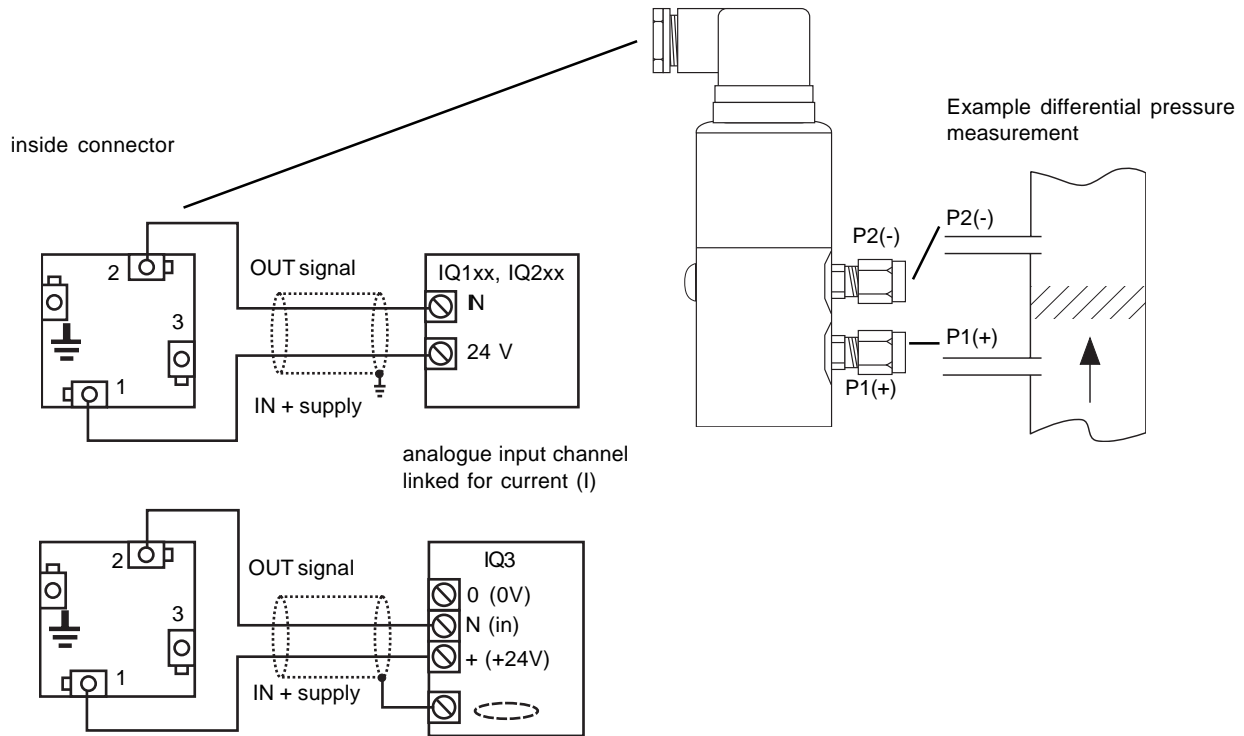 Example differential pressure
measurement
inside connector
P2(-)
P2(-)
2
OUT signal
IQ1xx, IQ2xx
IN
3
24 V
P1(+)
1
IN + supply
P1(+)
analogue input channel
linked for current (I)
2
OUT signal
IQ3
0 (0V)
3
N (in)
+ (+24V)
1
IN + supply